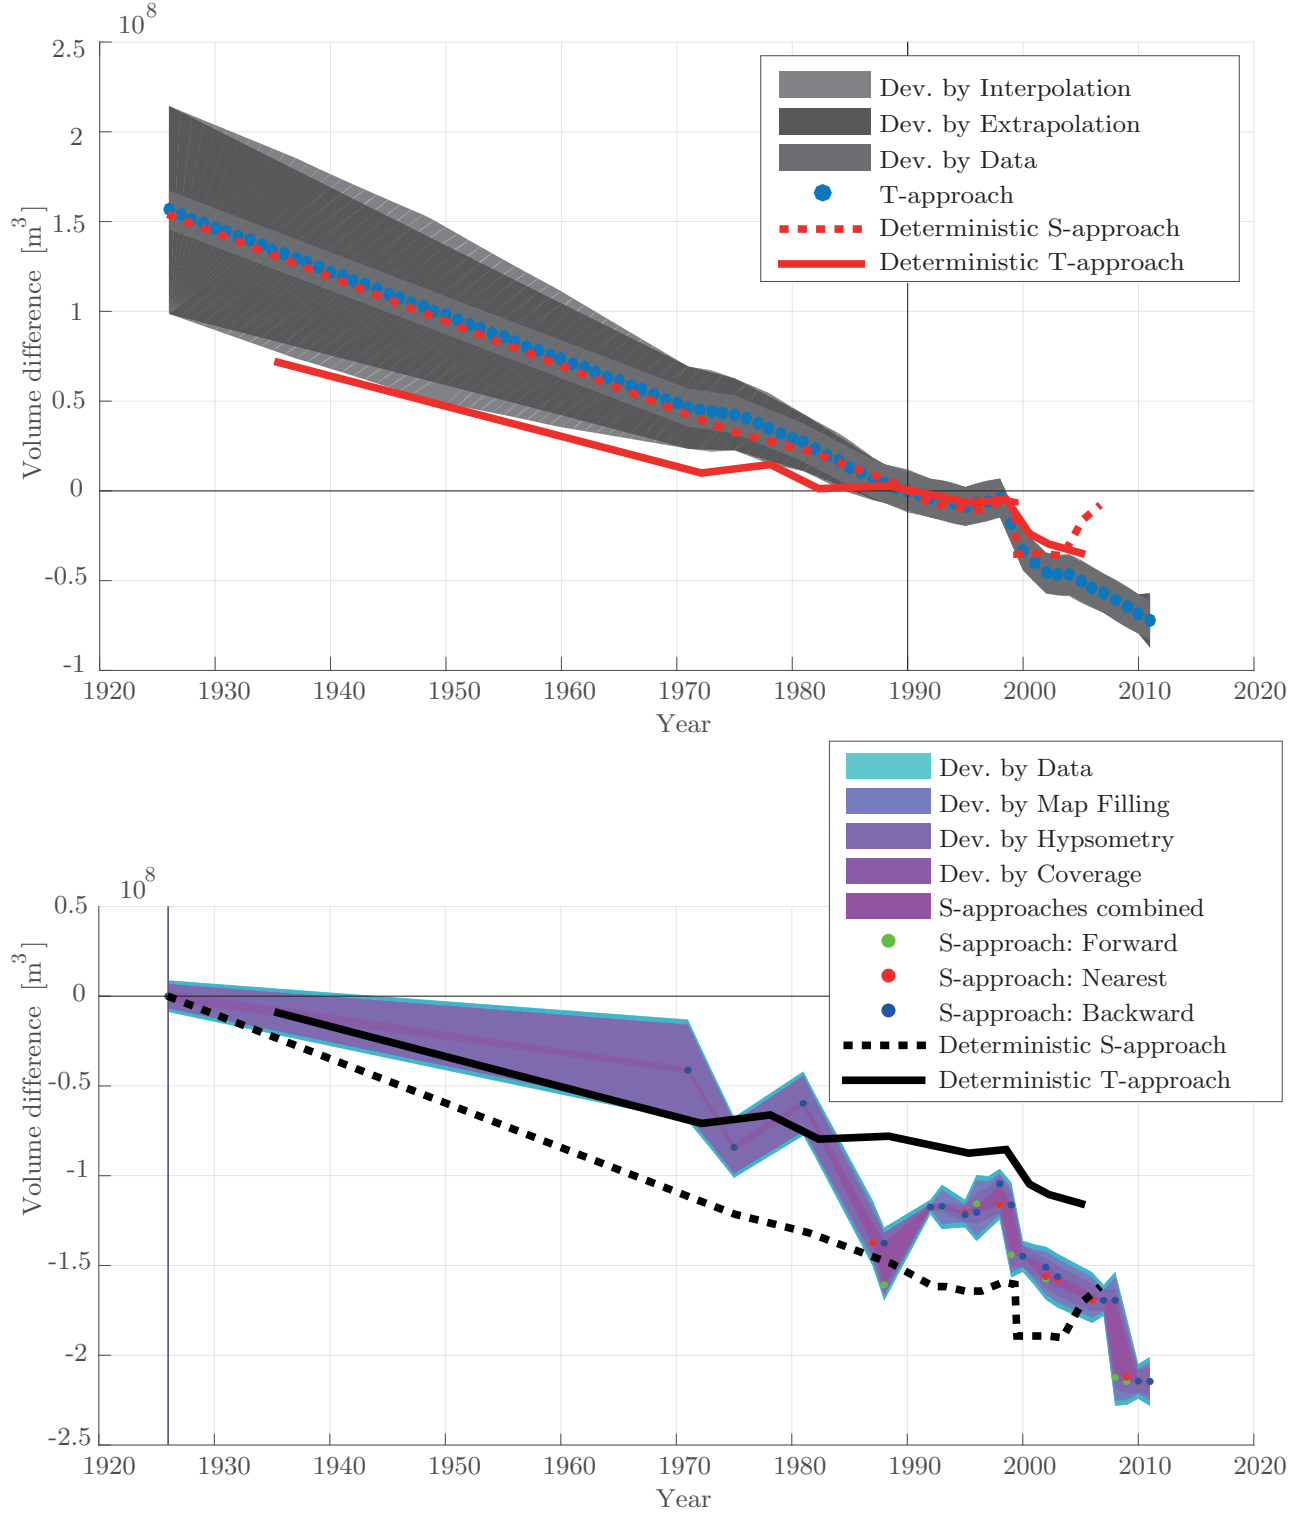 10^8
2.5
2
1.5
1
0.5
0
-0.5
-1
Volume difference [m^3]
Dev. by Interpolation
Dev. by Extrapolation
Dev. by Data
T-approach
Deterministic S-approach
Deterministic T-approach
1920 1930 1940 1950 1960 1970 1980 1990 2000 2010 2020
Year
Dev. by Data
Dev. by Map Filling
Dev. by Hypsometry
Dev. by Coverage
S-approaches combined
S-approach: Forward
S-approach: Nearest
S-approach: Backward
Deterministic S-approach
Deterministic T-approach
10^8
0.5
0
-0.5
-1
-1.5
-2
-2.5
Volume difference [m^3]
1920 1930 1940 1950 1960 1970 1980 1990 2000 2010 2020
Year